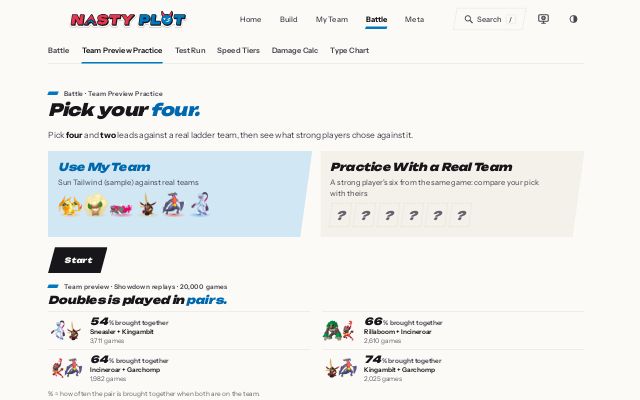 NASTY PLOT
Home Build My Team Battle Meta Search /
Battle Team Preview Practice Test Run Speed Tiers Damage Calc Type Chart
Battle · Team Preview Practice
Pick your four.
Pick four and two leads against a real ladder team, then see what strong players chose against it.
Use My Team
Sun Tailwind (sample) against real teams
Practice With a Real Team
A strong player's six from the same game: compare your pick
with theirs
? ? ? ? ? ?
Start
Team preview · Showdown replays · 20,000 games
Doubles is played in pairs.
54% brought together
Sneasler + Kingambit
3,711 games
66% brought together
Rillaboom + Incineroar
2,610 games
64% brought together
Incineroar + Garchomp
1,982 games
74% brought together
Kingambit + Garchomp
2,025 games
% = how often the pair is brought together when both are on the team.